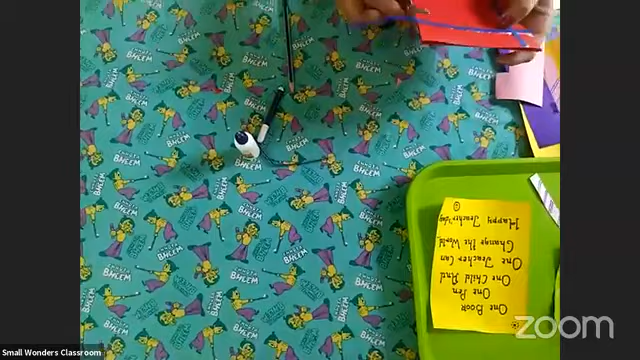 One Book
One Pen
One Child And
One Teacher Can
Change the World.
Happy Teacher's day
BHEEM
zoom
Small Wonders Classroom